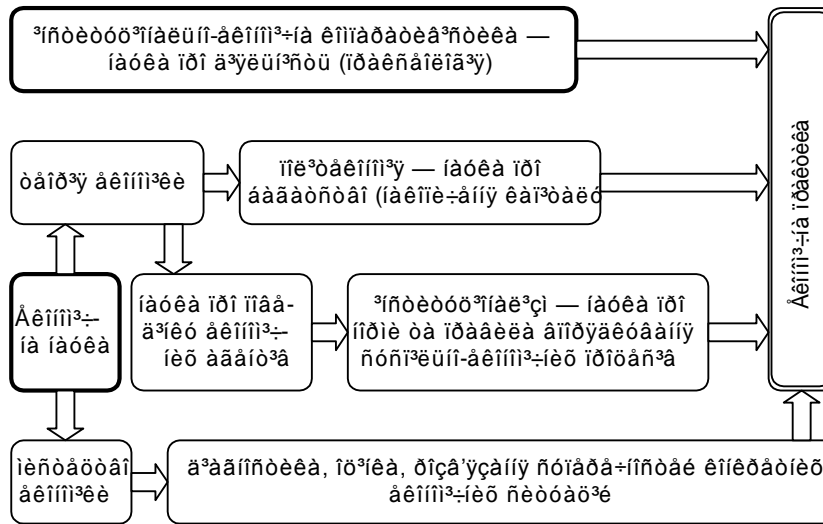 ³íñòèòóö³îíàëüíî-åêîíîì³÷íà êîìïàðàòèâ³ñòèêà —
íàóêà ïðî ä³ÿëüí³ñòü (ïðàêñåîëîã³ÿ)
Åêîíîì³÷íà ïðàêòèêà
òåîð³ÿ åêîíîì³êè
ïîë³òåêîíîì³ÿ — íàóêà ïðî
áàãàòñòâî (íàêîïè÷åííÿ êàï³òàëó
Åêîíîì³÷-
íà íàóêà
íàóêà ïðî ïîâå-
ä³íêó åêîíîì³÷-
íèõ àãåíò³â
³íñòèòóö³îíàë³çì — íàóêà ïðî
íîðìè òà ïðàâèëà âïîðÿäêóâàííÿ
ñóñï³ëüíî-åêîíîì³÷íèõ ïðîöåñ³â
ìèñòåöòâî
åêîíîì³êè
ä³àãíîñòèêà, îö³íêà, ðîçâ'ÿçàííÿ ñóïåðå÷íîñòåé êîíêðåòíèõ
åêîíîì³÷íèõ ñèòóàö³é